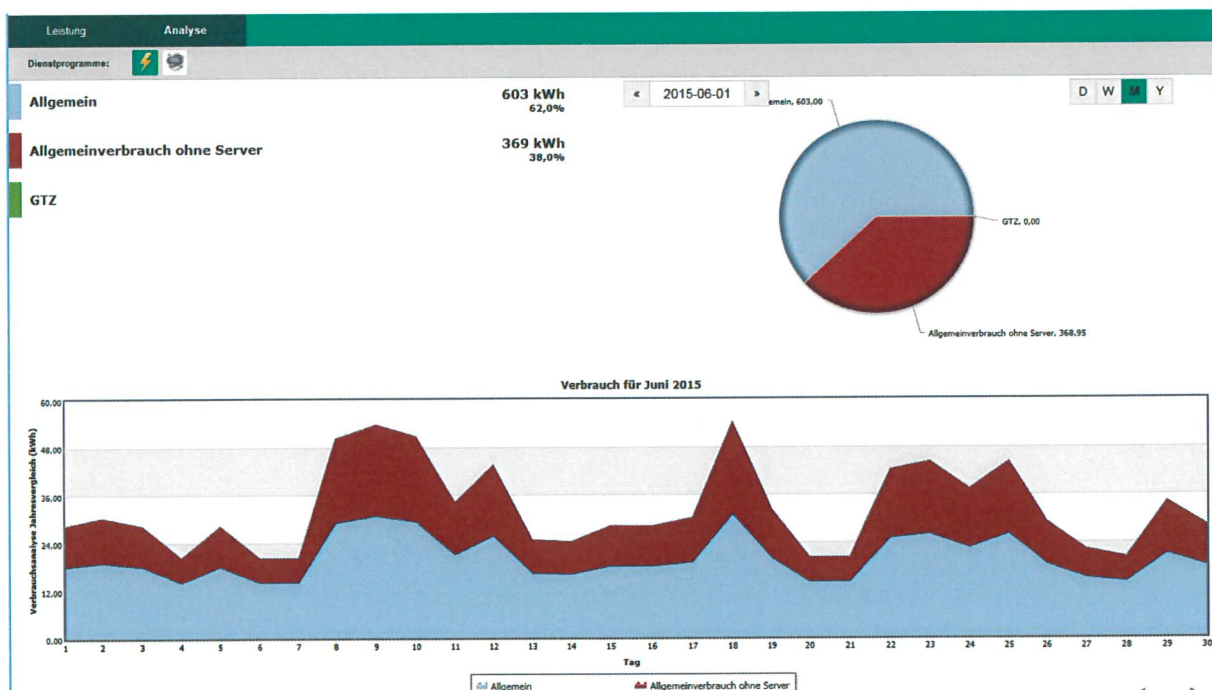 Leistung Analyse
Dienstprogramme:
Allgemein 603 kWh
62,0%
Allgemeinverbrauch ohne Server 369 kWh
38,0%
GTZ
« 2015-06-01 »
D W M Y
emein, 603,00
GTZ, 0,00
Allgemeinverbrauch ohne Server, 368,95
Verbrauch für Juni 2015
Verbrauchsanalyse Jahresvergleich (kWh)
60,00
48,00
36,00
24,00
12,00
0,00
1 2 3 4 5 6 7 8 9 10 11 12 13 14 15 16 17 18 19 20 21 22 23 24 25 26 27 28 29 30
Tag
Allgemein Allgemeinverbrauch ohne Server